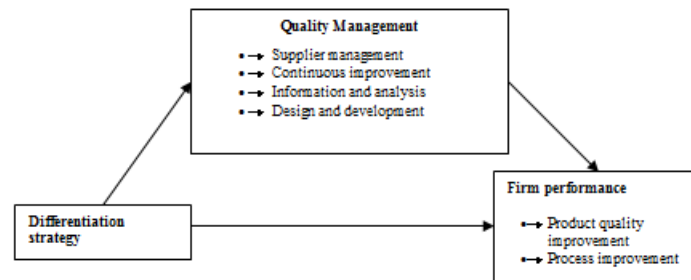 Quality Management
•→ Supplier management
•→ Continuous improvement
•→ Information and analysis
•→ Design and development
Differentiation
strategy
Firm performance
•→ Product quality
improvement
•→ Process improvement